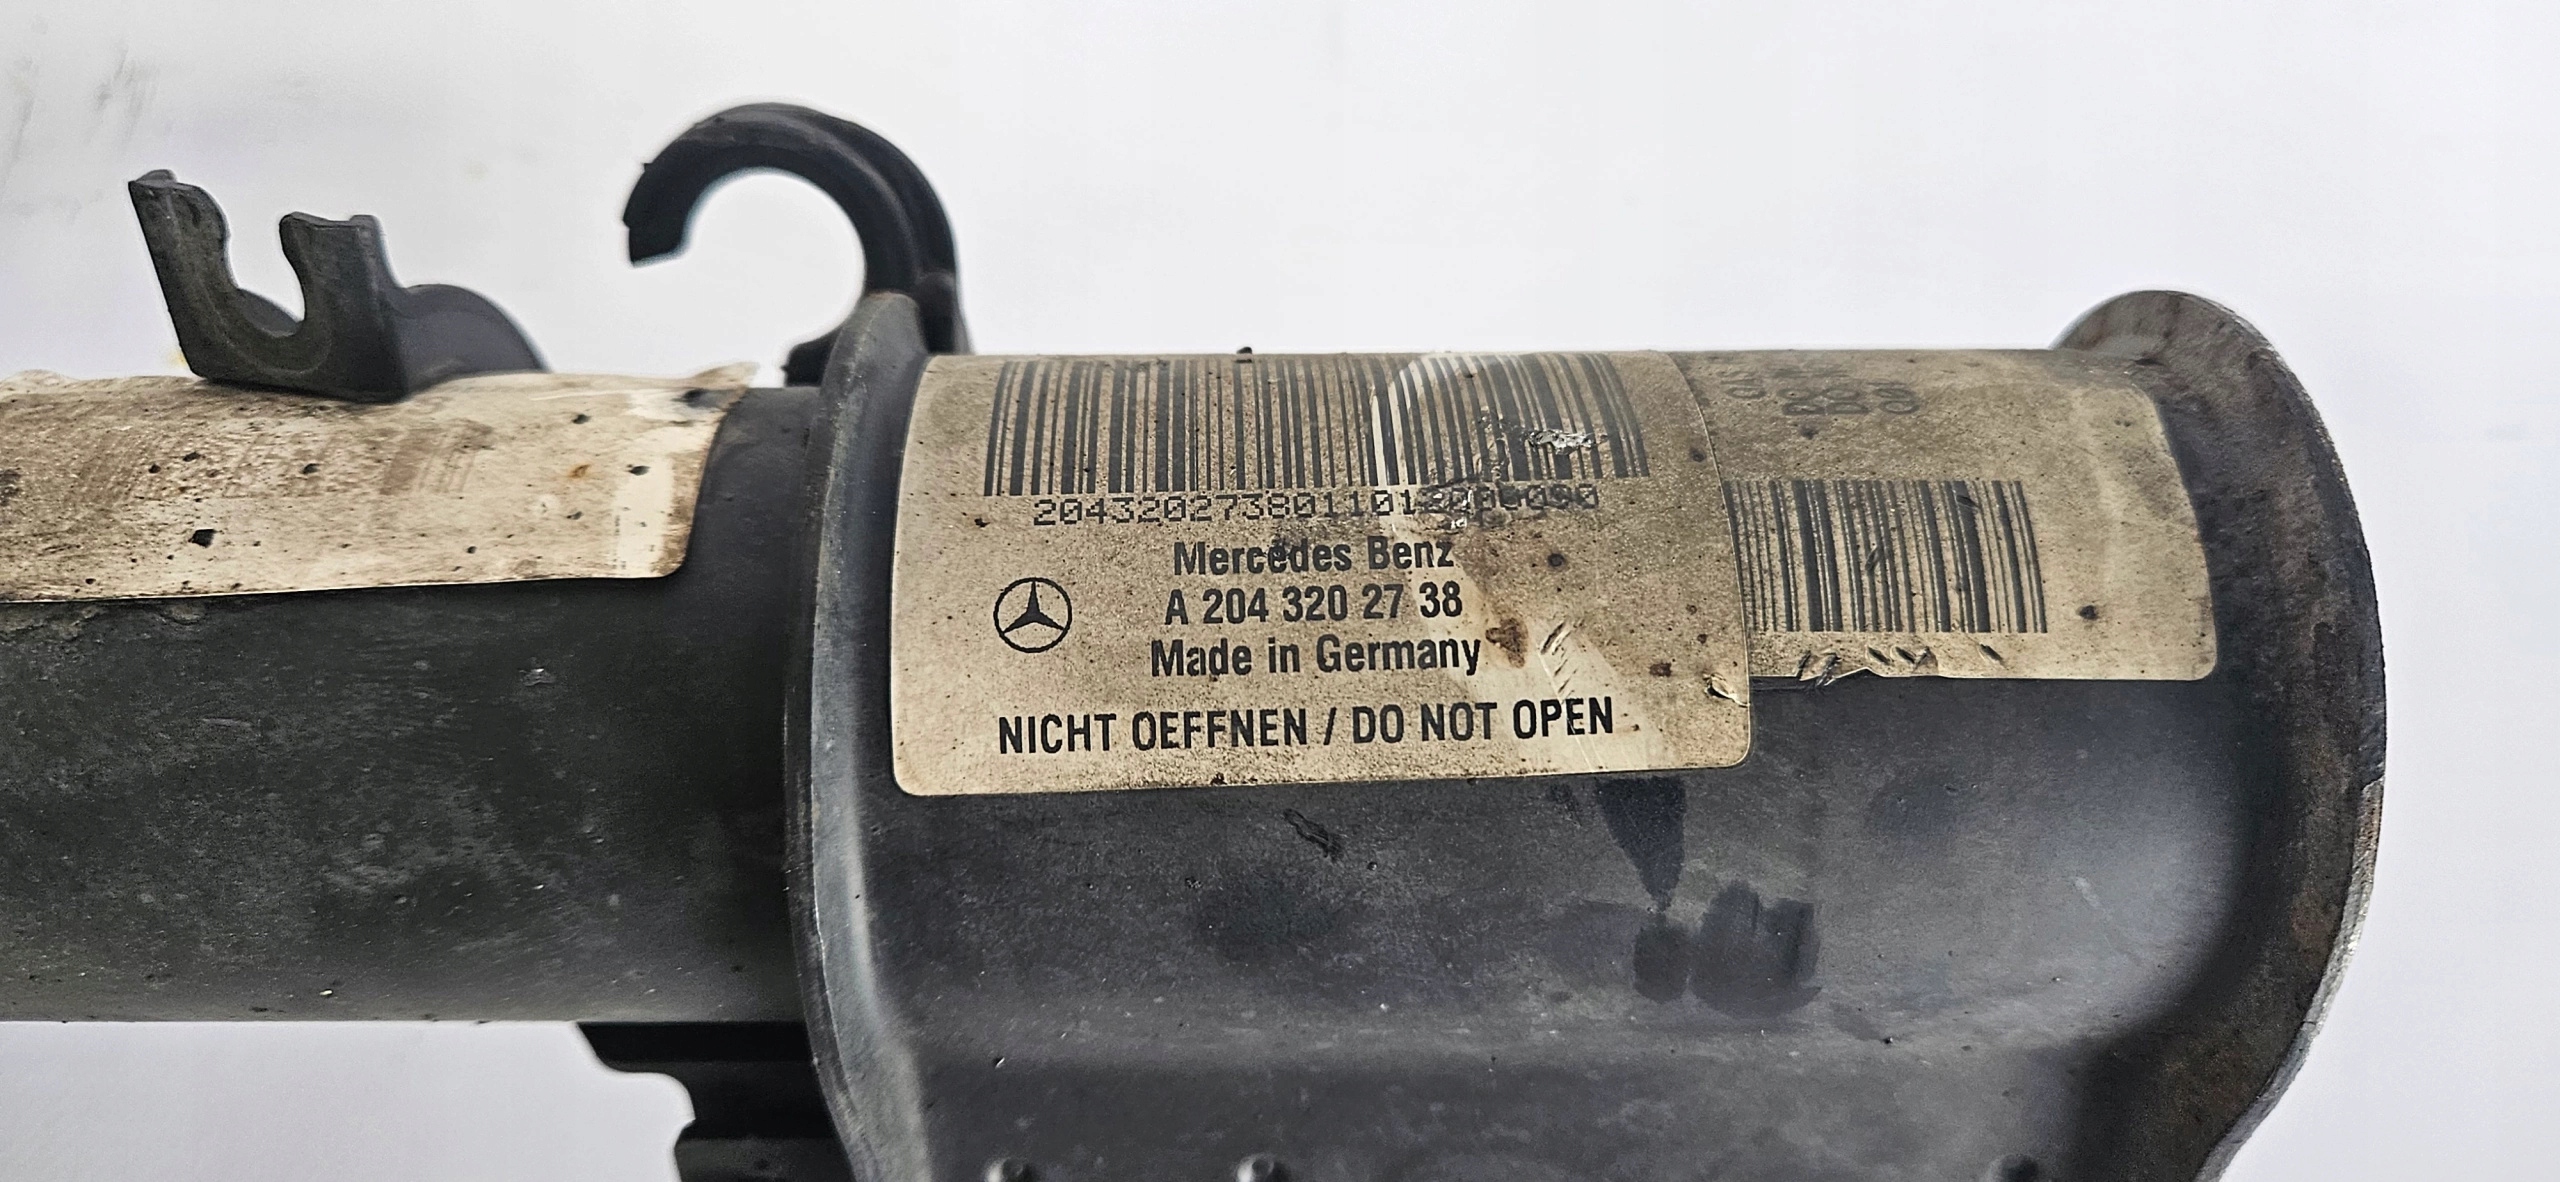 Mercedes Benz
A 204 320 27 38
Made in Germany
NICHT OEFFNEN / DO NOT OPEN